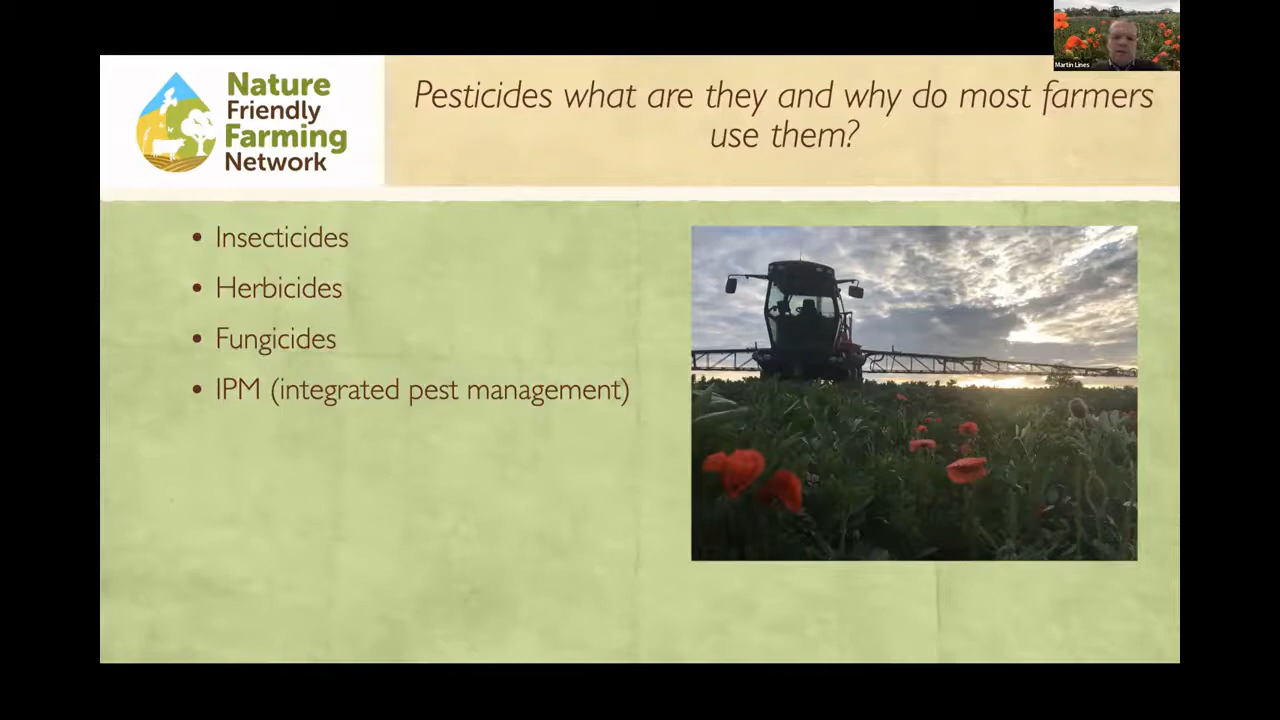 Martin Lines
Nature
Friendly
Farming
Network
Pesticides what are they and why do most farmers
use them?
• Insecticides
• Herbicides
• Fungicides
• IPM (integrated pest management)